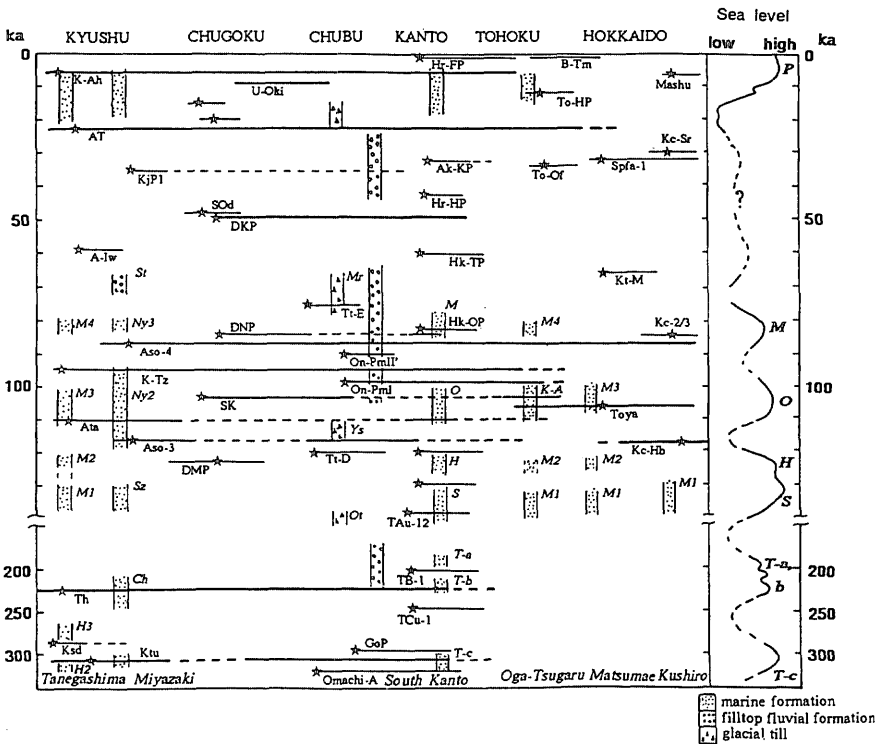 Sea level
ka KYUSHU CHUGOKU CHUBU KANTO TOHOKU HOKKAIDO low high ka
0 0
Hr-FP B-Tm P
K-Ah Mashu
U-Oki
To-HP
AT
Kc-Sr
KjP1 Ak-KP To-Of Spfa-1
Hr-HP ?
SOd
50 DKP 50
A-Iw Hk-TP
St Mr Kt-M
Tt-E M
M4 Ny3 DNP Hk-OP M4 Kc-2/3 M
Aso-4
On-PmII'
K-Tz
100 M3 Ny2 On-PmI O K-A M3 100
SK Toya O
Ata Ys
Aso-3 Kc-Hb
M2 DMP Tt-D H M2 M2 H
M1 Sz S M1 M1 M1 S
Ot TAu-12
T-a T-a,
200 Ch TB-1 T-b b 200
Th
250 TCu-1 250
H3
Ksd GoP
300 H2 Ktu T-c 300
Omachi-A T-c
Tanegashima Miyazaki South Kanto Oga-Tsugaru Matsumae Kushiro
marine formation
filltop fluvial formation
glacial till